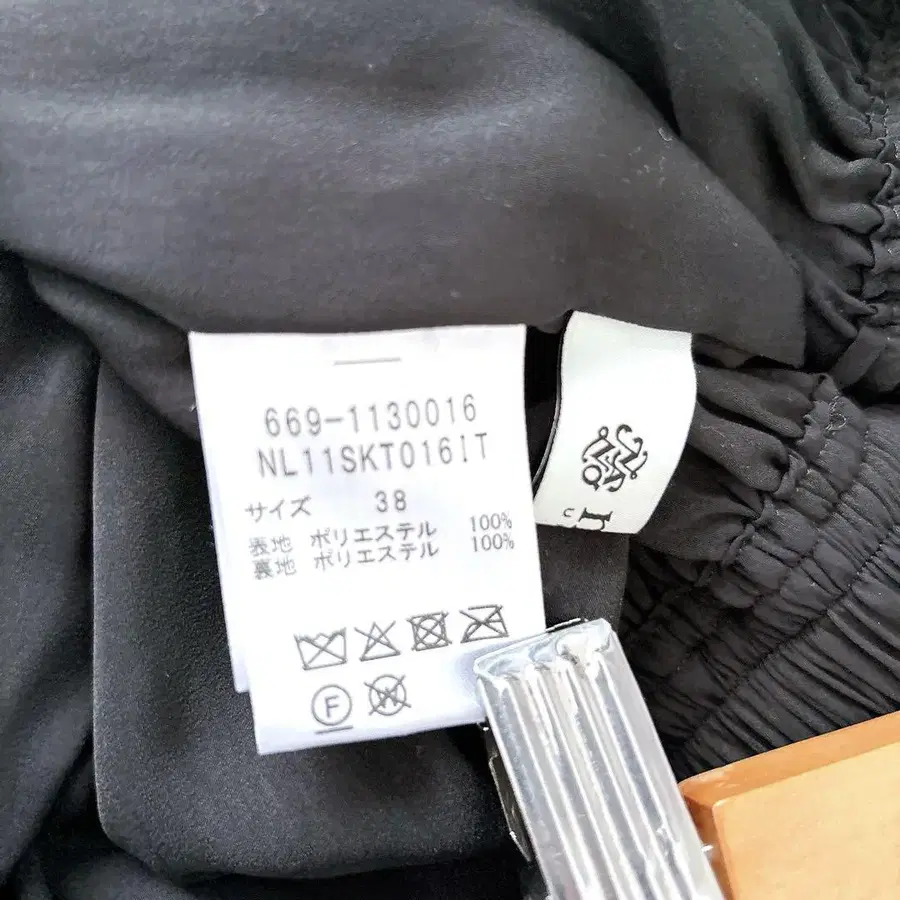 669-1130016
NL11SKT016IT
サイズ 38
表地 ポリエステル 100%
裏地 ポリエステル 100%
F
W